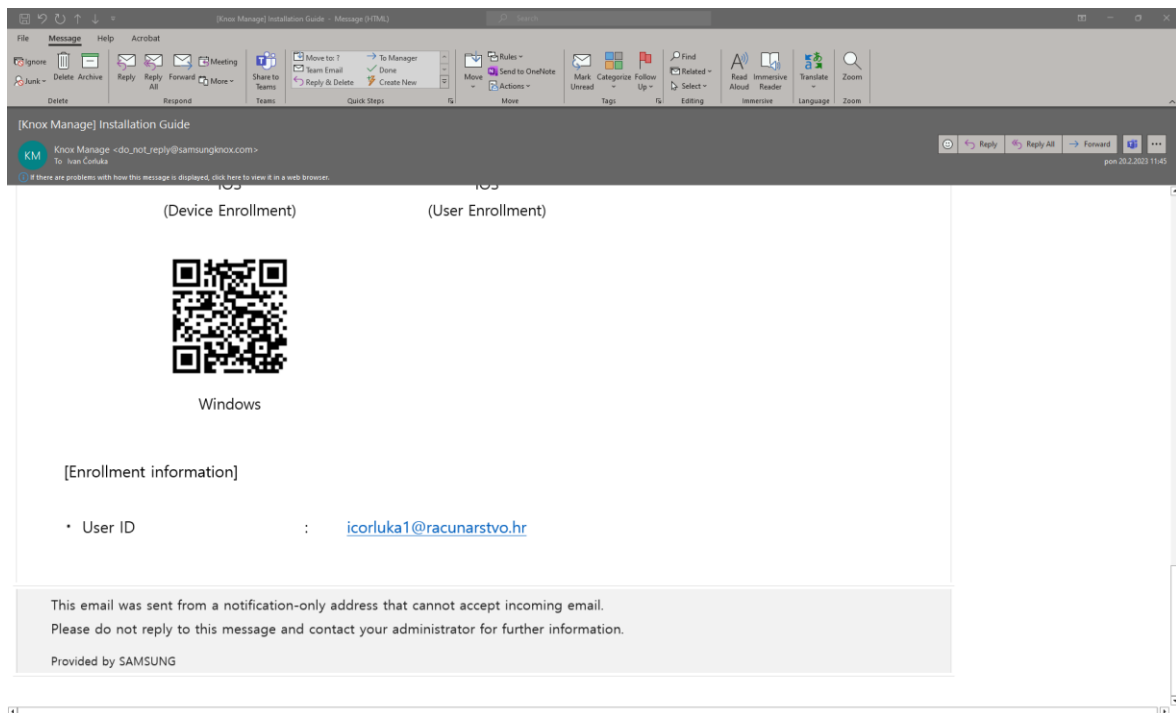 [Knox Manage] Installation Guide - Message (HTML)
Search
File Message Help Acrobat
Ignore
Junk
Delete
Archive
Delete
Reply
Reply All
Forward
Meeting
More
Respond
Share to Teams
Teams
Move to: ?
Team Email
Reply & Delete
To Manager
Done
Create New
Quick Steps
Move
Rules
Send to OneNote
Actions
Move
Mark Unread
Categorize
Follow Up
Tags
Find
Related
Select
Editing
Read Aloud
Immersive Reader
Immersive
Translate
Language
Zoom
Zoom
[Knox Manage] Installation Guide
KM
Knox Manage <do_not_reply@samsungknox.com>
To Ivan Ćorluka
Reply
Reply All
Forward
pon 20.2.2023 11:45
If there are problems with how this message is displayed, click here to view it in a web browser.
iOS iOS
(Device Enrollment) (User Enrollment)
Windows
[Enrollment information]
· User ID : icorluka1@racunarstvo.hr
This email was sent from a notification-only address that cannot accept incoming email.
Please do not reply to this message and contact your administrator for further information.
Provided by SAMSUNG